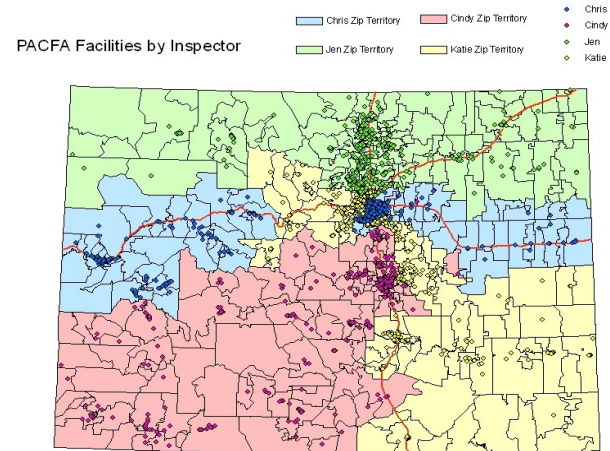 PACFA Facilities by Inspector
Chris Zip Territory
Cindy Zip Territory
Jen Zip Territory
Katie Zip Territory
Chris
Cindy
Jen
Katie